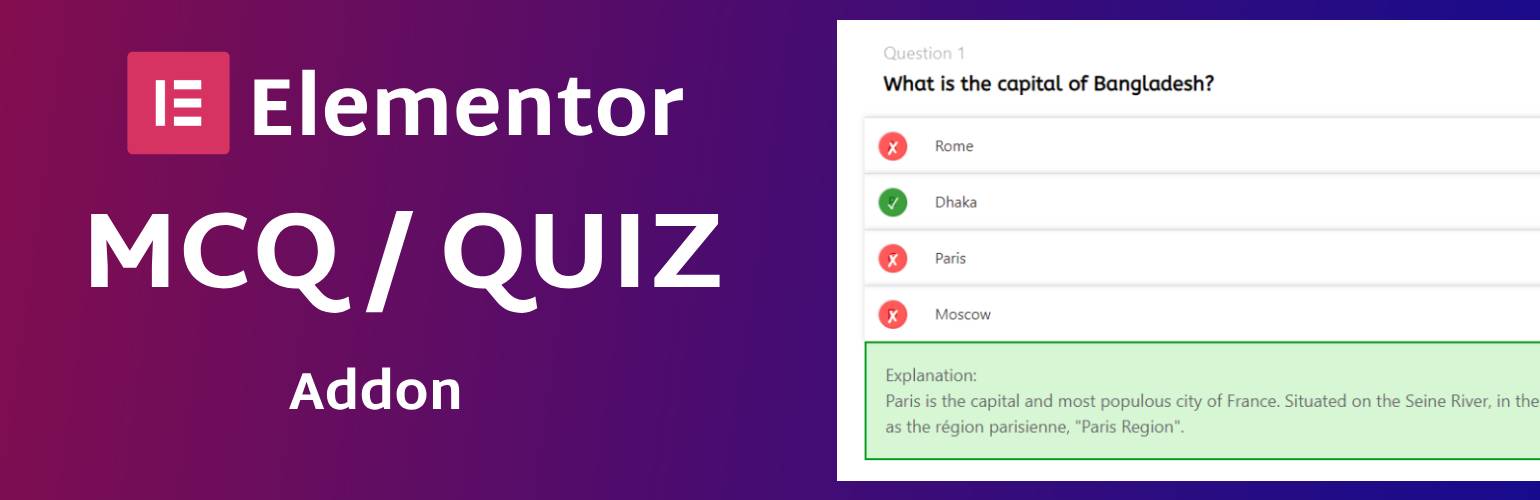 Elementor
MCQ / QUIZ
Addon
Question 1
What is the capital of Bangladesh?
Rome
Dhaka
Paris
Moscow
Explanation:
Paris is the capital and most populous city of France. Situated on the Seine River, in the
as the région parisienne, "Paris Region".